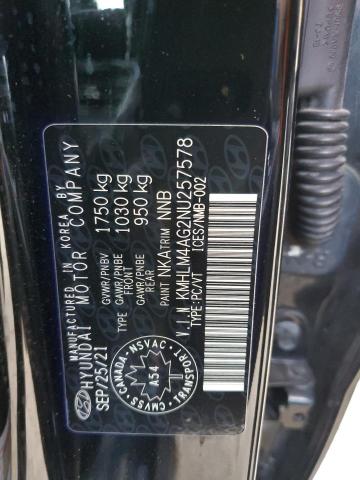 MANUFACTURED IN KOREA BY
HYUNDAI MOTOR COMPANY
SEP/25/21
GVWR/PNBV 1750 kg
GAWR/PNBE FRONT 1030 kg
GAWR/PNBE REAR 950 kg
PAINT NKA TRIM NNB
V.I.N KMHLM4AG2NU257578
TYPE:PC/VT ICES/NMB-002
CANADA-NSVAC-CMVSS
A54